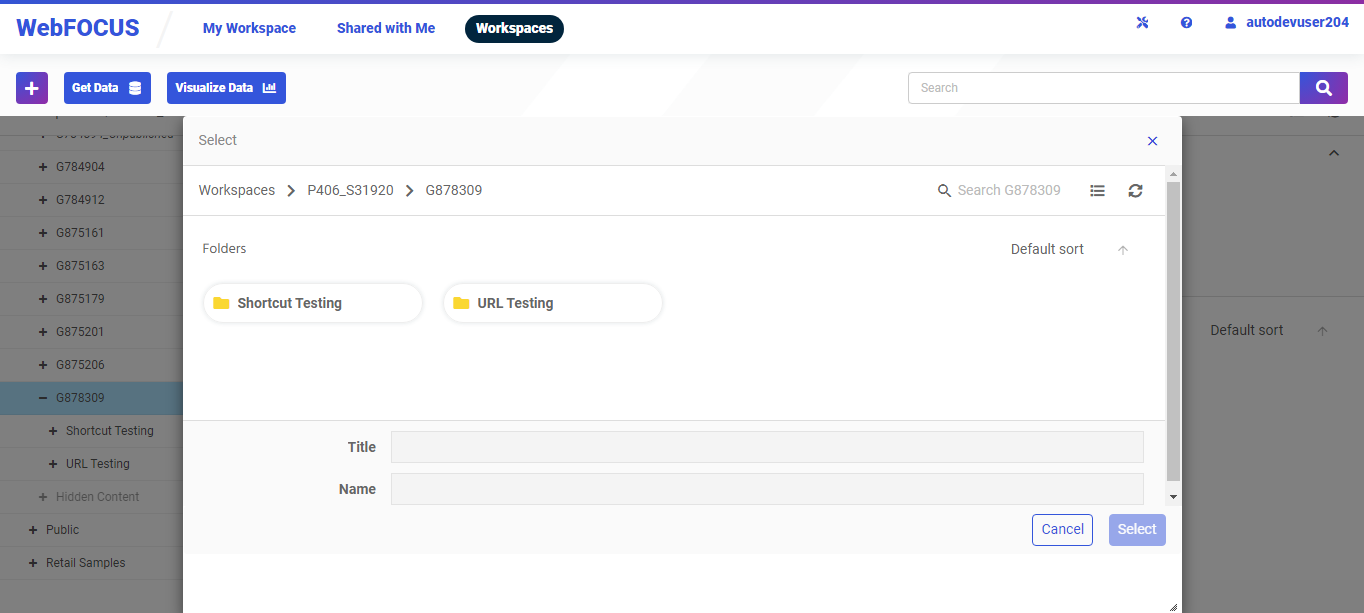 WebFOCUS
My Workspace
Shared with Me
Workspaces
autodevuser204
Get Data
Visualize Data
Search
G784904
G784912
G875161
G875163
G875179
G875201
G875206
G878309
Shortcut Testing
URL Testing
Hidden Content
Public
Retail Samples
Select
Workspaces > P406_S31920 > G878309
Search G878309
Folders
Default sort
Shortcut Testing
URL Testing
Title
Name
Cancel
Select
Default sort